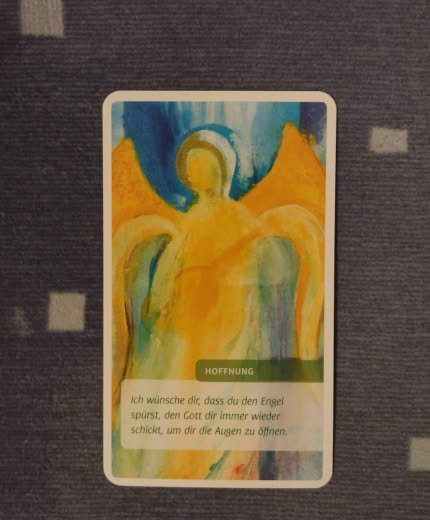 HOFFNUNG
Ich wünsche dir, dass du den Engel
spürst, den Gott dir immer wieder
schickt, um dir die Augen zu öffnen.